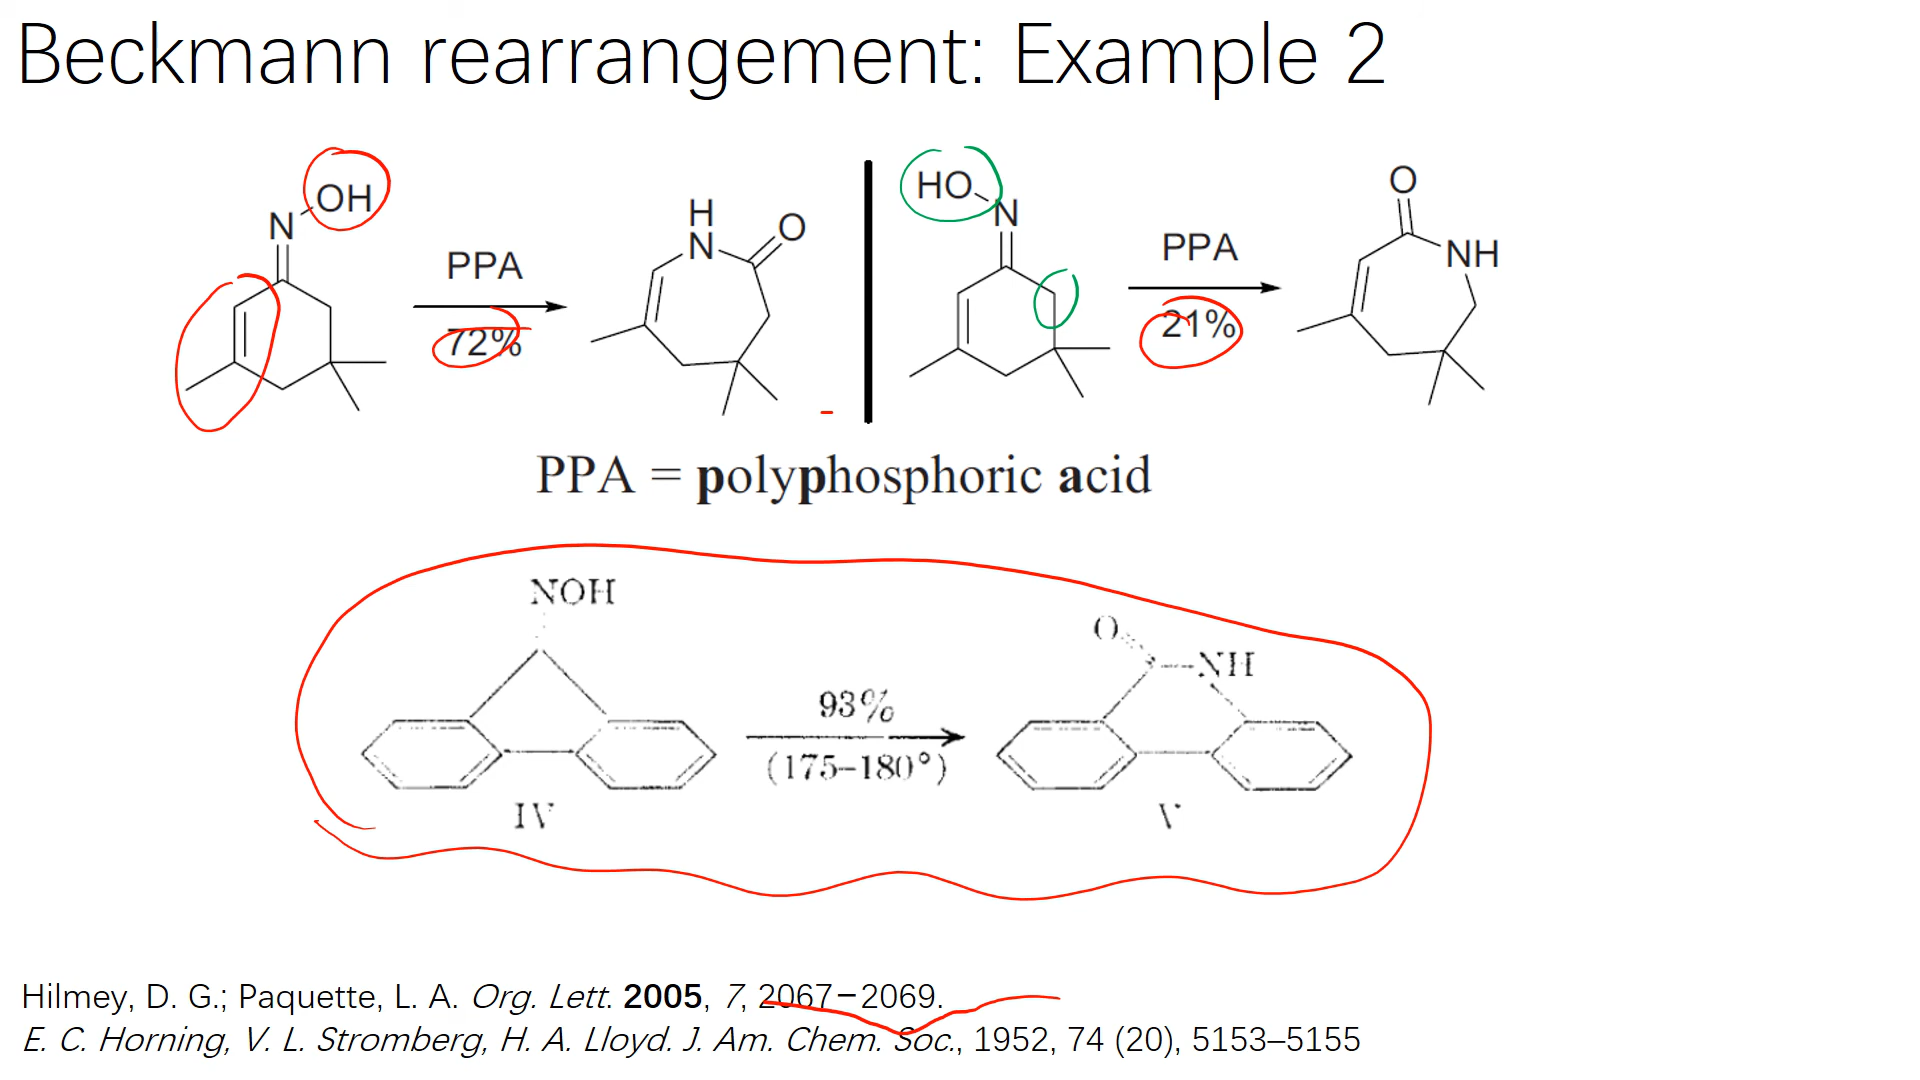 Beckmann rearrangement: Example 2
N OH
PPA
72%
H
N O
HO N
PPA
21%
O
NH
PPA = polyphosphoric acid
NOH
93%
(175–180°)
O
NH
IV
V
Hilmey, D. G.; Paquette, L. A. Org. Lett. 2005, 7, 2067–2069.
E. C. Horning, V. L. Stromberg, H. A. Lloyd. J. Am. Chem. Soc., 1952, 74 (20), 5153–5155